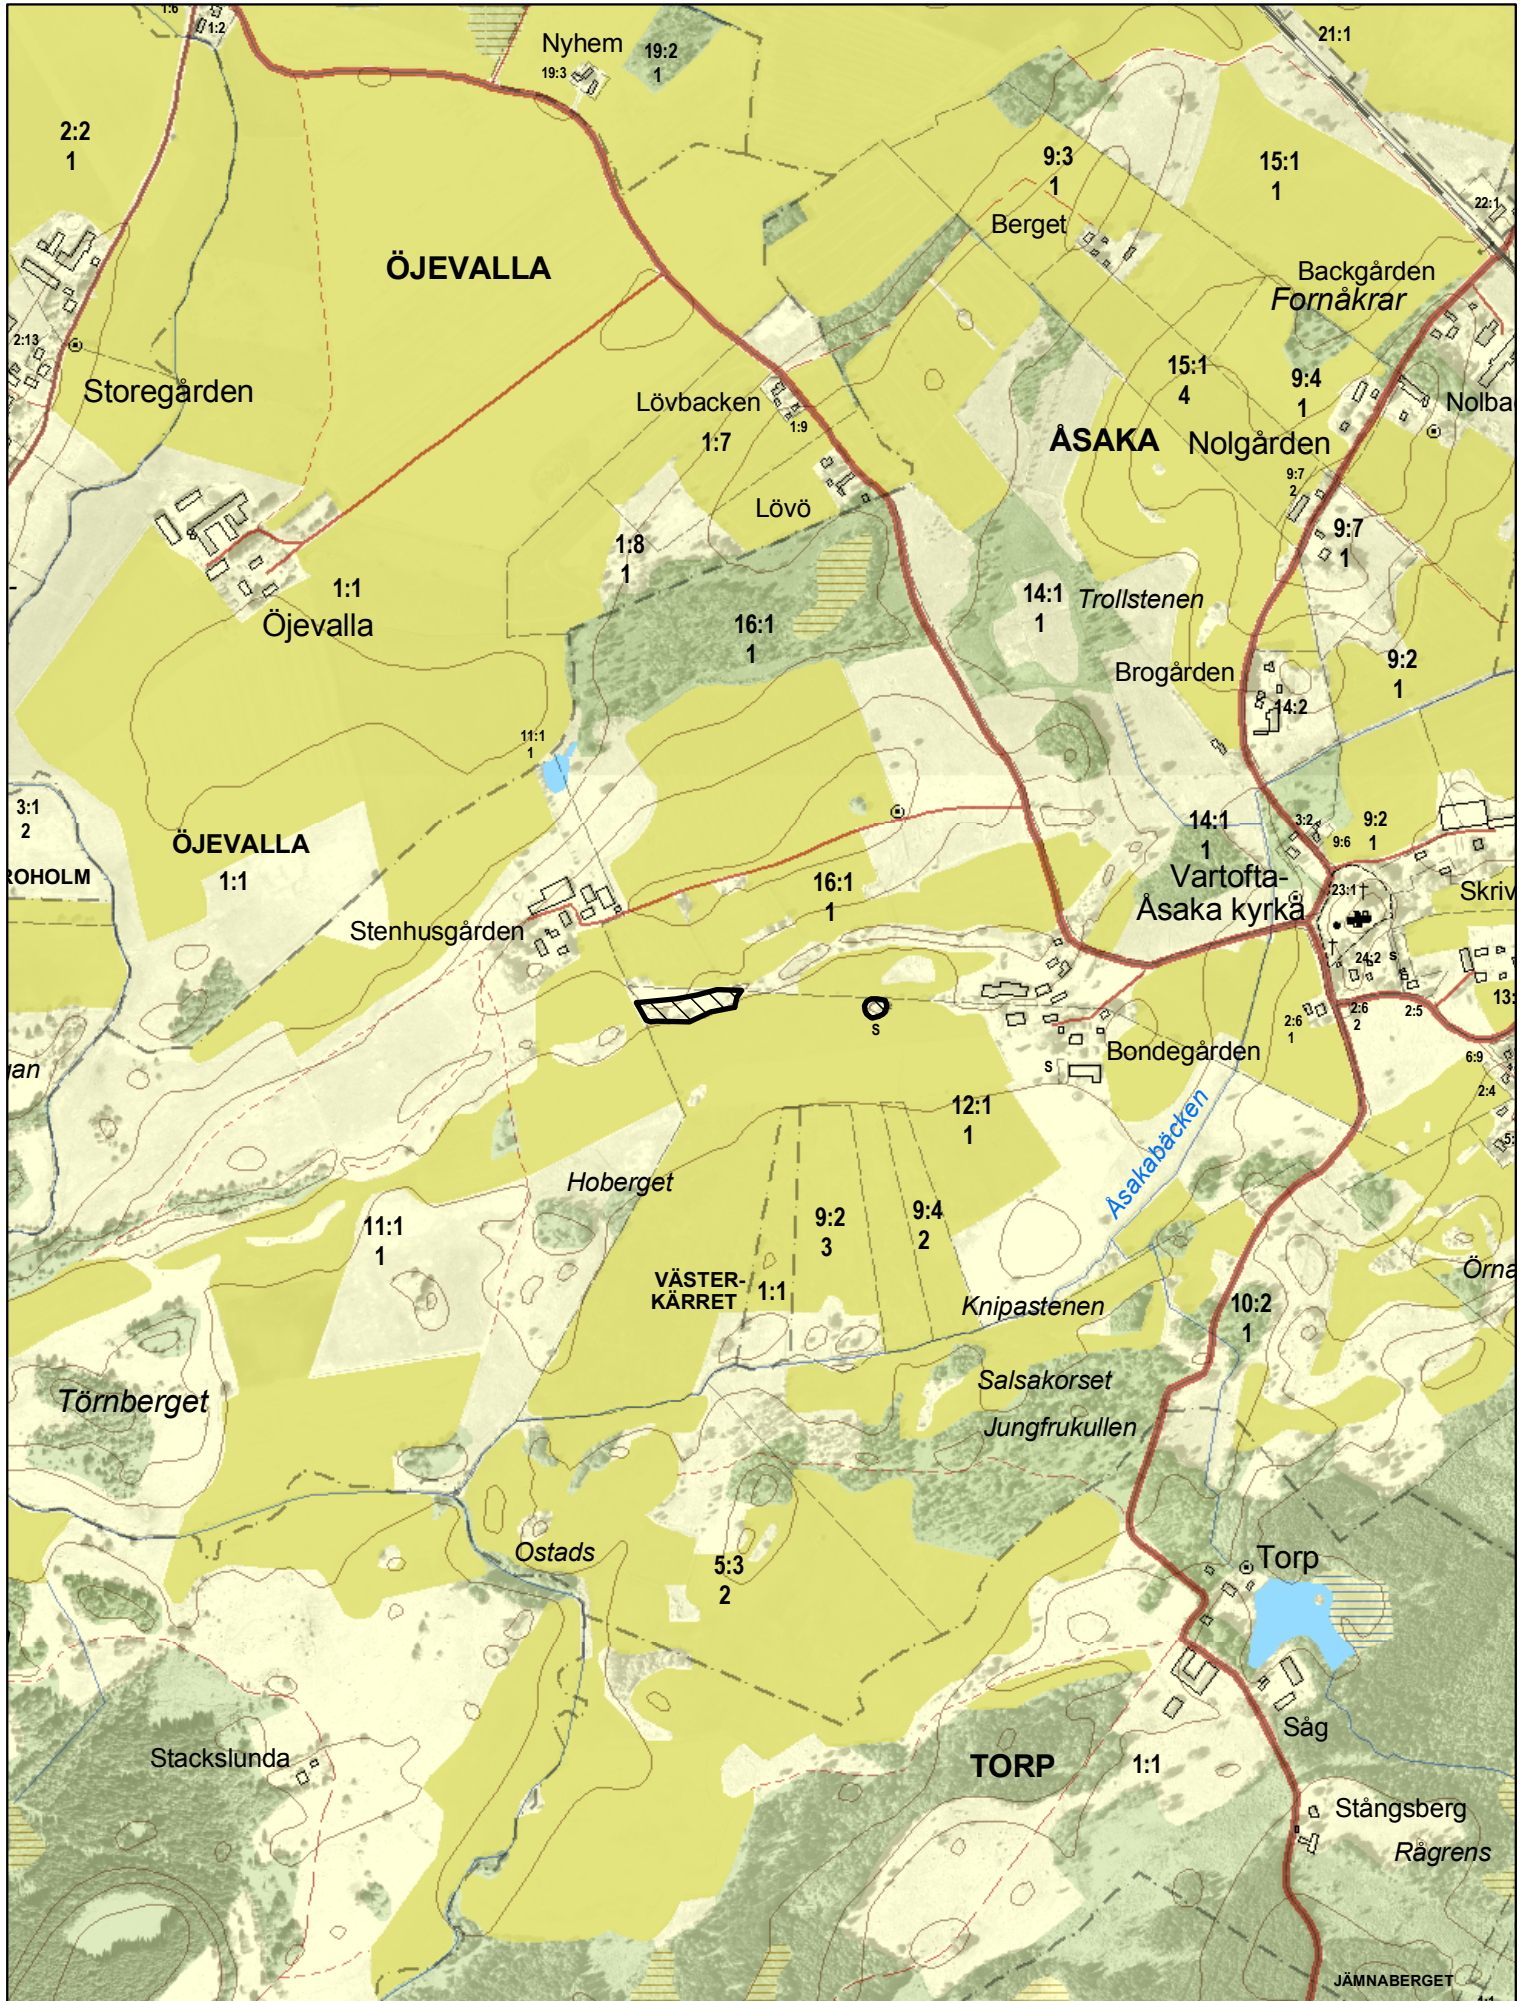 1:6
1:2
Nyhem
19:3
19:2
1
21:1
2:2
1
9:3
1
15:1
1
22:1
Berget
ÖJEVALLA
Backgården
Fornåkrar
2:13
Storegården
15:1
4
9:4
1
Lövbacken
1:9
1:7
ÅSAKA
Nolgården
9:7
2
Lövö
9:7
1
1:8
1
1:1
Öjevalla
16:1
1
14:1
1
Trollstenen
9:2
1
Brogården
14:2
11:1
1
3:1
2
ÖJEVALLA
1:1
14:1
1
3:2
9:6
9:2
1
16:1
1
Vartofta-
Åsaka kyrka
23:1
Stenhusgården
24:2
S
S
Bondegården
S
2:6
1
2:6
2
2:5
6:9
2:4
12:1
1
Åsakabäcken
Hoberget
11:1
1
9:2
3
9:4
2
VÄSTER-
KÄRRET
1:1
Knipastenen
10:2
1
Törnberget
Salsakorset
Jungfrukullen
Ostads
5:3
2
Torp
Såg
Stackslunda
TORP
1:1
Stångsberg
Rågrens
JÄMNABERGET